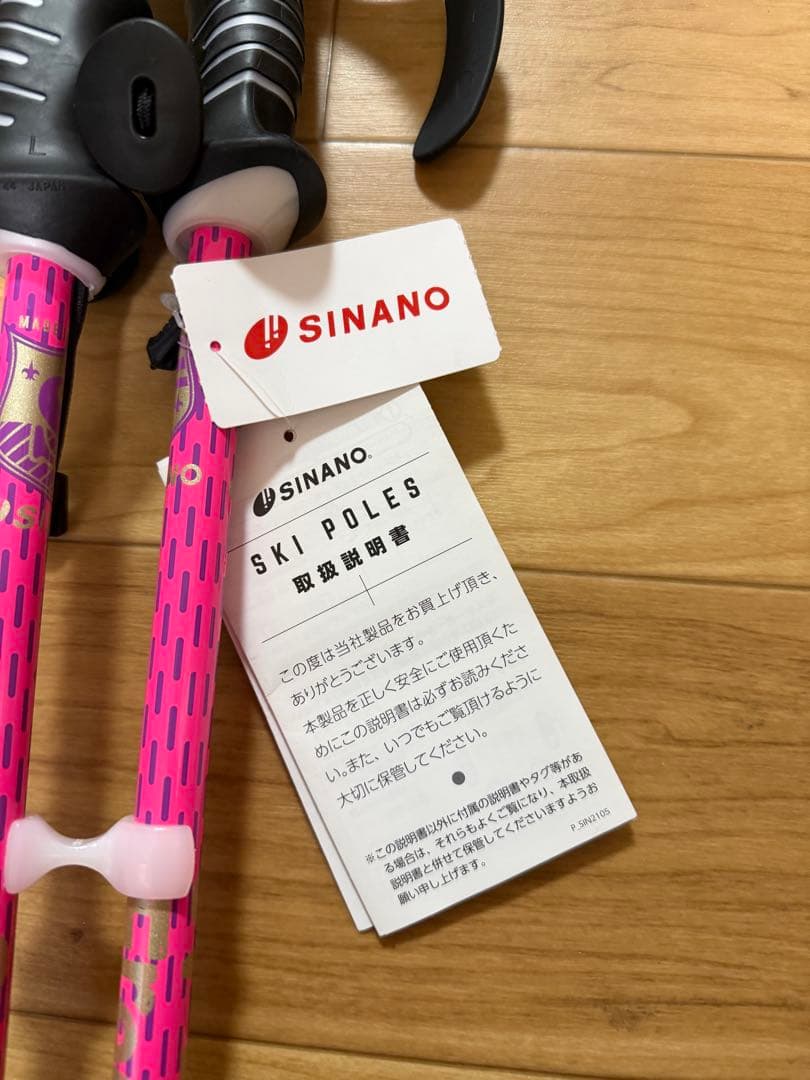 L
44 JAPAN
MADE
SINANO
SINANO
SKI POLES
取扱説明書
この度は当社製品をお買上げ頂き、
ありがとうございます。
本製品を正しく安全にご使用頂くた
めにこの説明書は必ずお読みくださ
い。また、いつでもご覧頂けるように
大切に保管してください。
※この説明書以外に付属の説明書やタグ等があ
る場合は、それらもよくご覧になり、本取扱
説明書と併せて保管してくださいますようお
願い申し上げます。
P_SIN2105